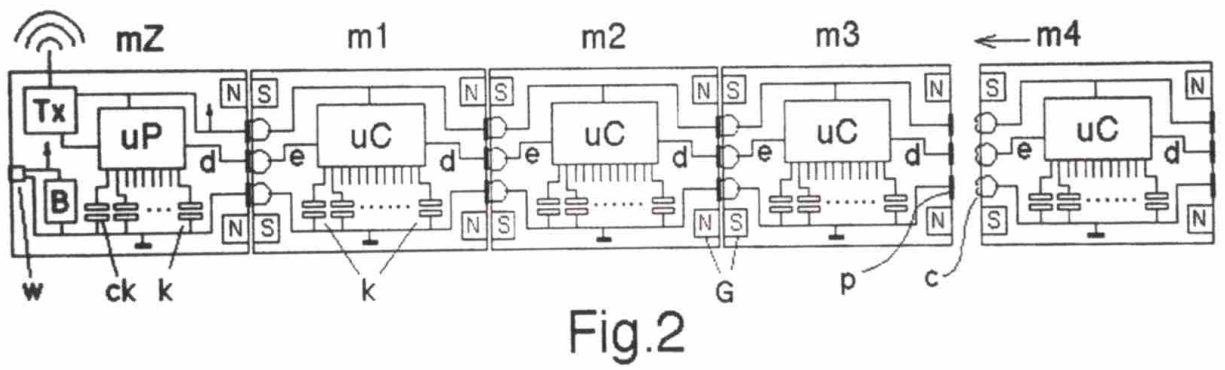 mZ m1 m2 m3 m4
N S N S N S N S N
Tx uP d e uC d e uC d e uC d e uC d
B
N S N S N S N S N
w ck k k G p c
Fig.2